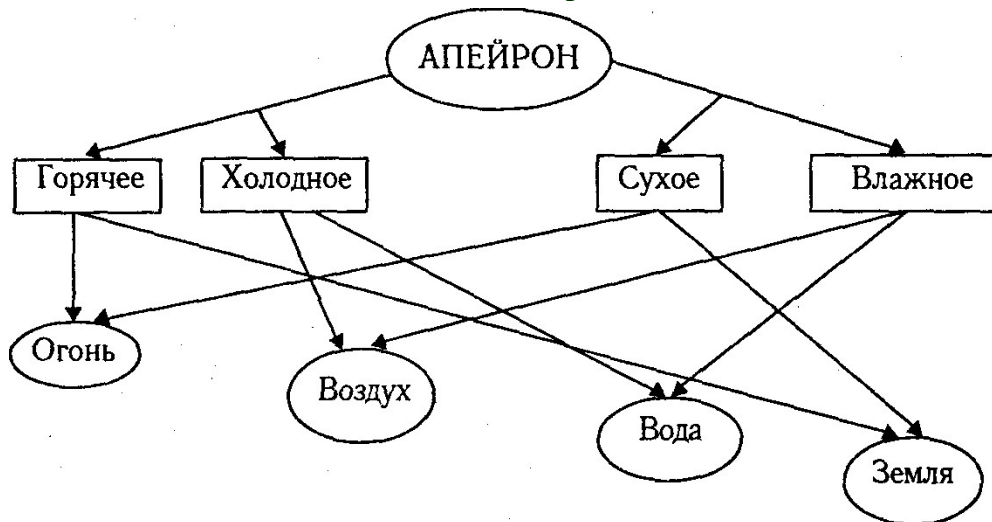 АПЕЙРОН
Горячее
Холодное
Сухое
Влажное
Огонь
Воздух
Вода
Земля